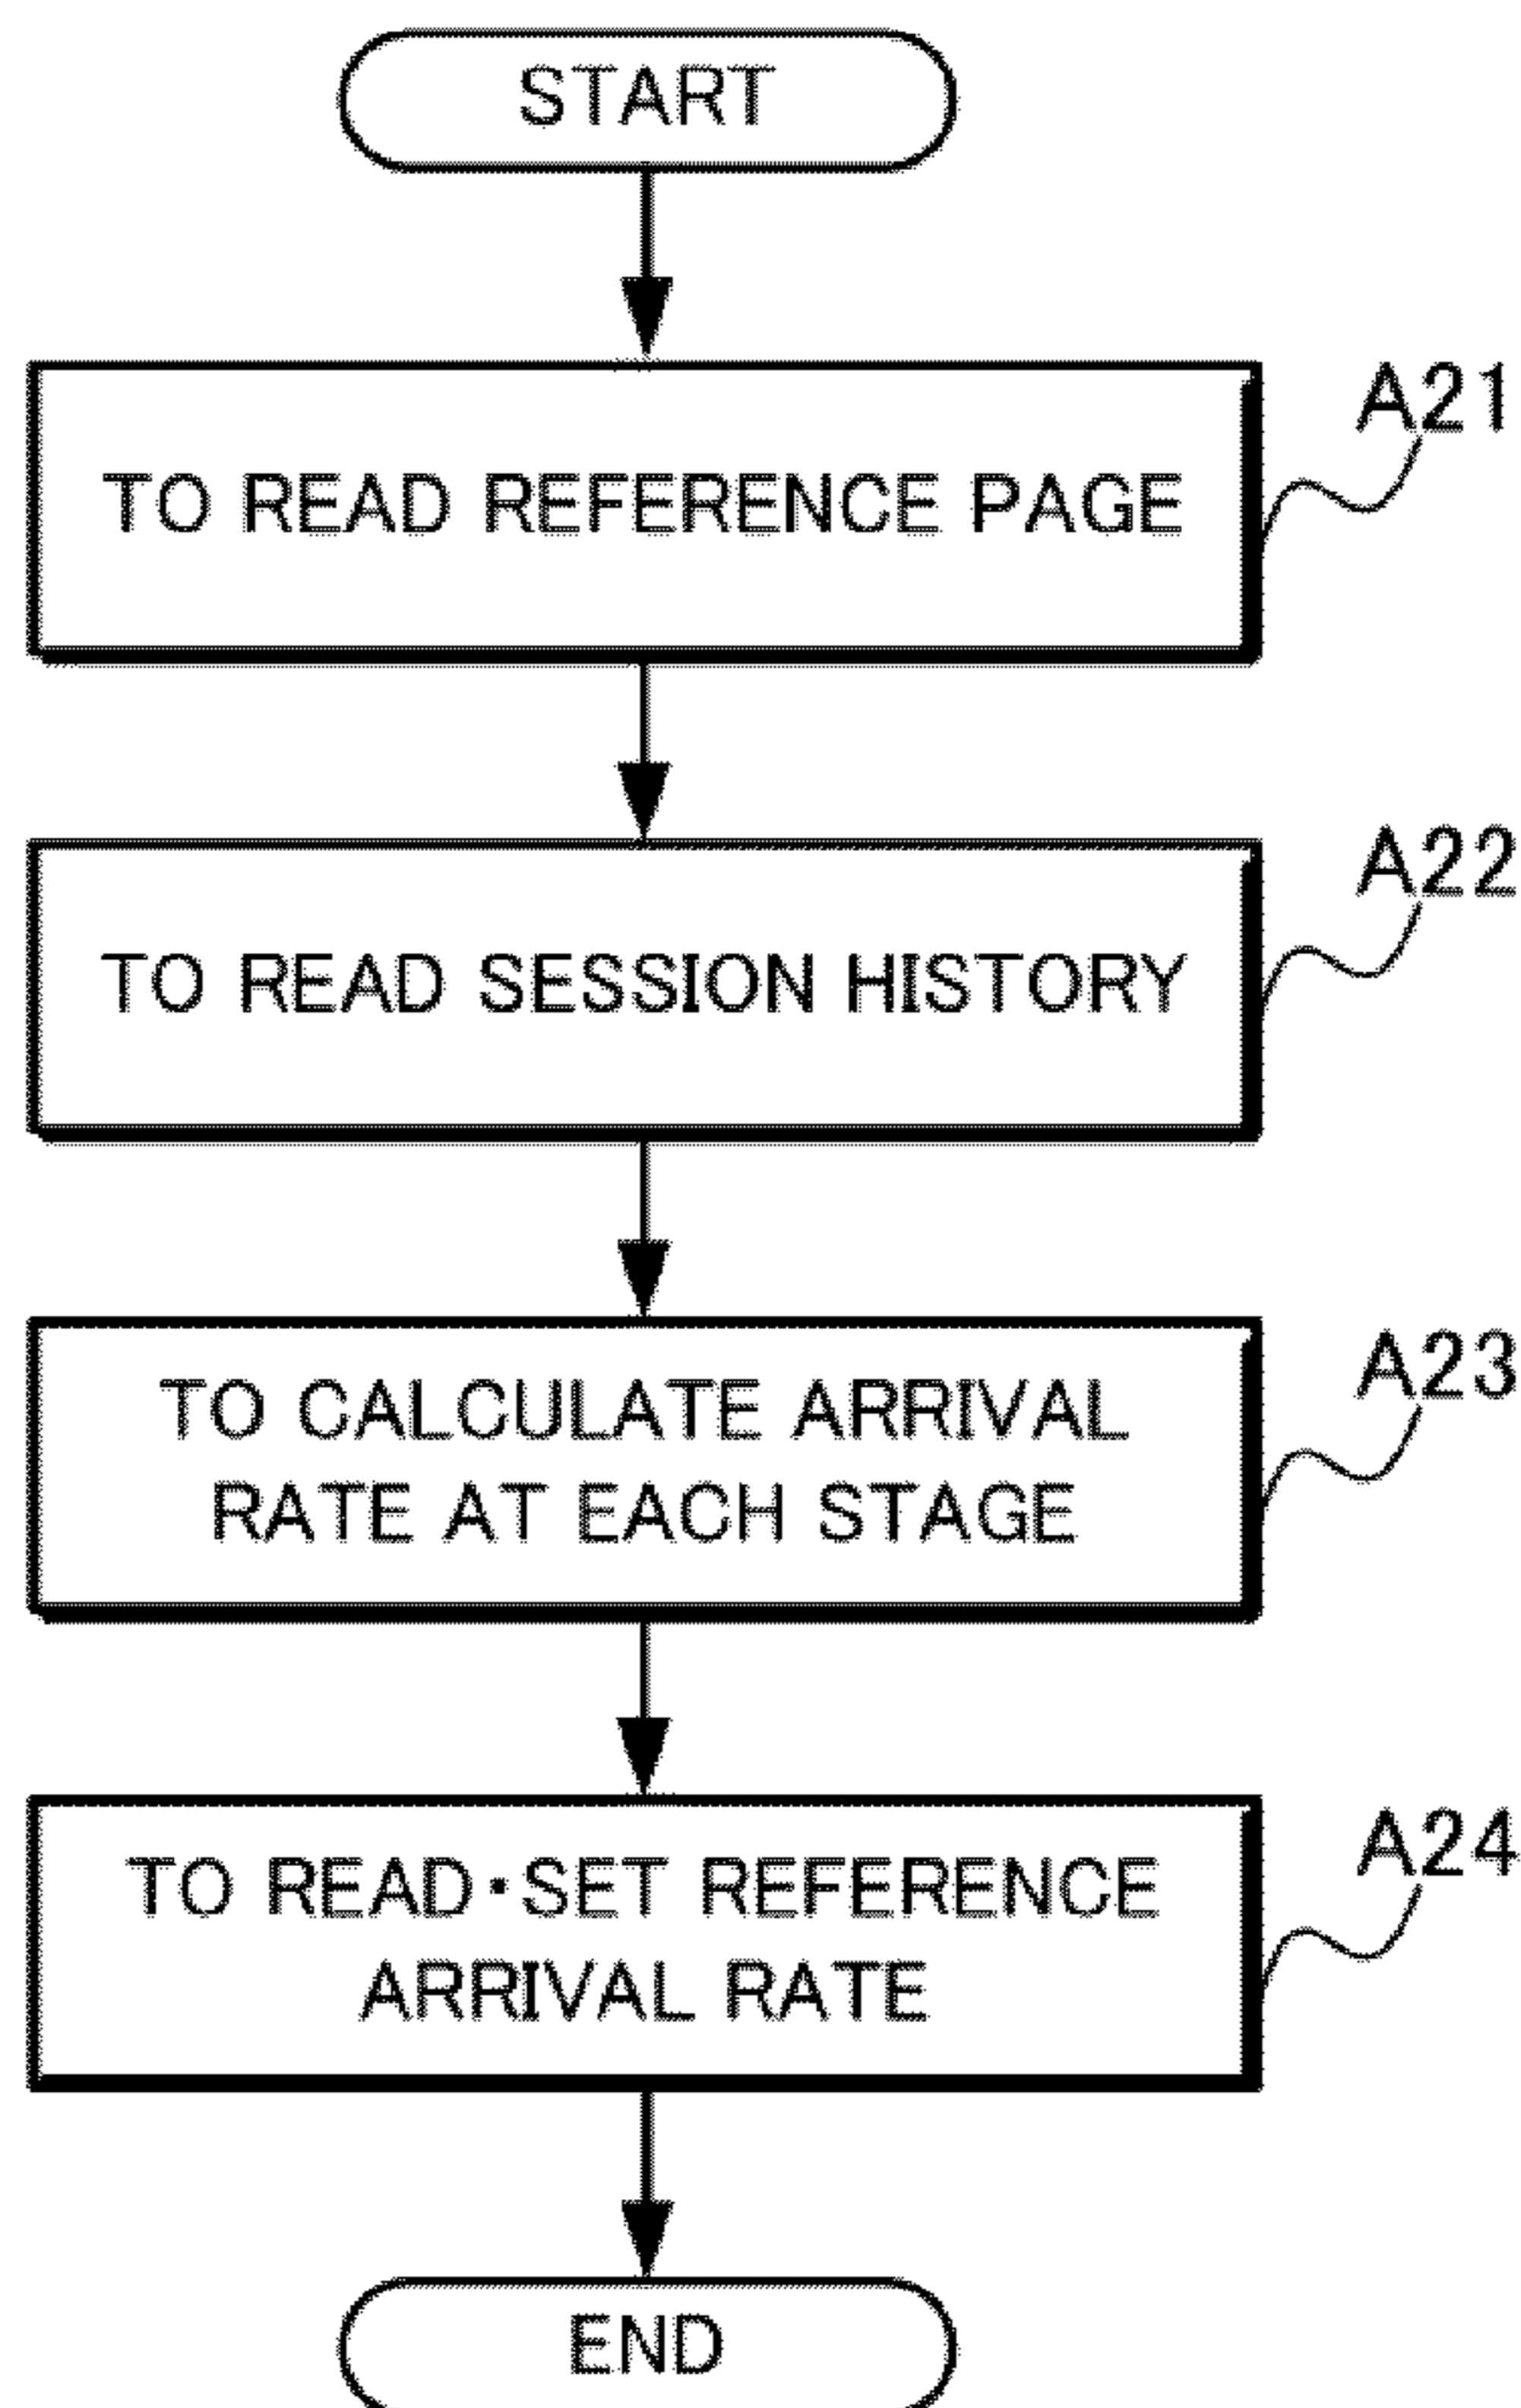 START
A21
TO READ REFERENCE PAGE
A22
TO READ SESSION HISTORY
A23
TO CALCULATE ARRIVAL
RATE AT EACH STAGE
A24
TO READ・SET REFERENCE
ARRIVAL RATE
END